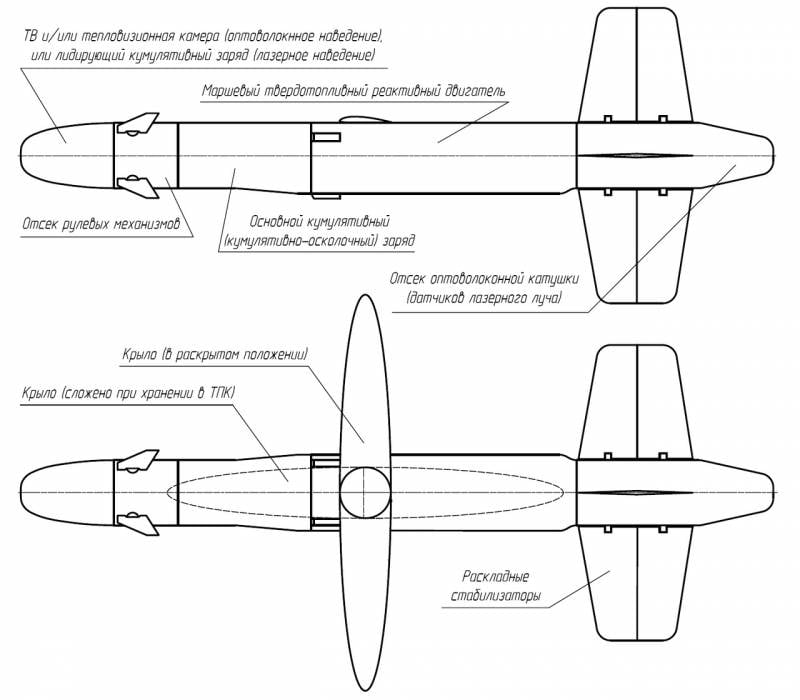 ТВ и/или тепловизионная камера (оптоволокнное наведение),
или лидирующий кумулятивный заряд (лазерное наведение)
Маршевый твердотопливный реактивный двигатель
Отсек рулевых механизмов
Основной кумулятивный
(кумулятивно-осколочный) заряд
Отсек оптоволоконной катушки
(датчиков лазерного луча)
Крыло (в раскрытом положении)
Крыло (сложено при хранении в ТПК)
Раскладные
стабилизаторы